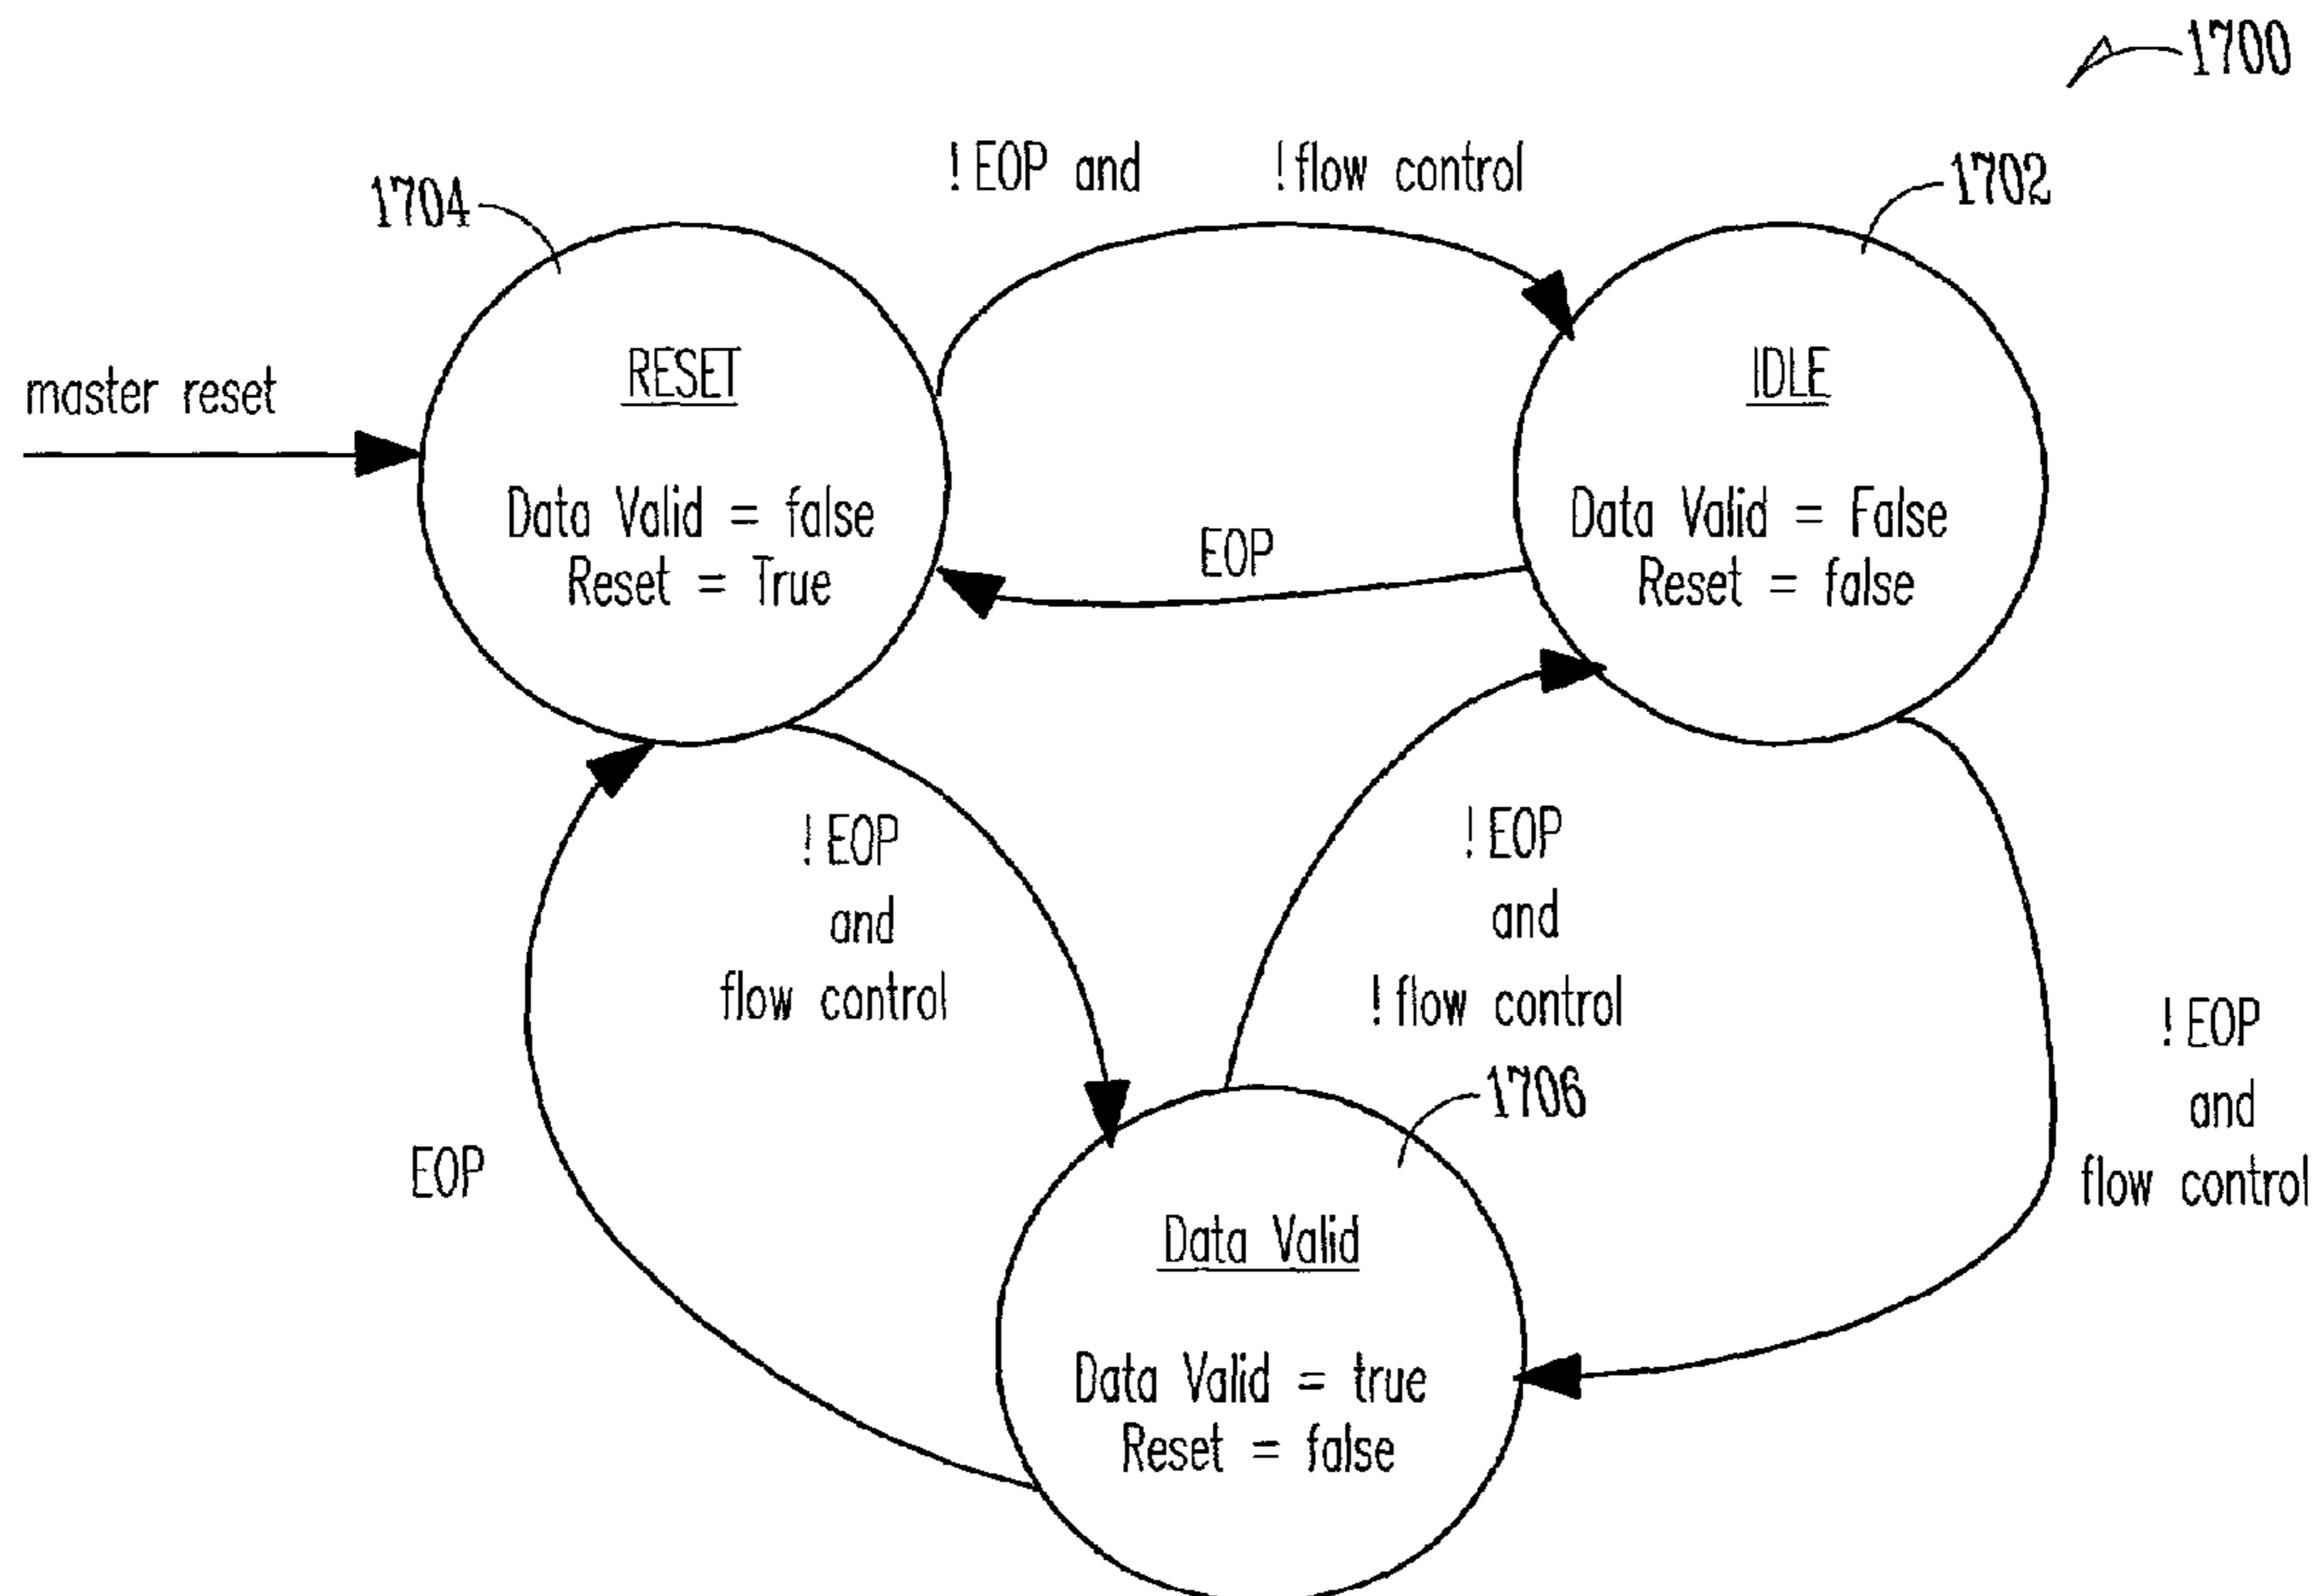 1700
!EOP and !flow control
1704
1702
master reset
RESET
Data Valid = false
Reset = True
IDLE
Data Valid = False
Reset = false
EOP
!EOP
and
flow control
!EOP
and
!flow control
1706
!EOP
and
flow control
EOP
Data Valid
Data Valid = true
Reset = false